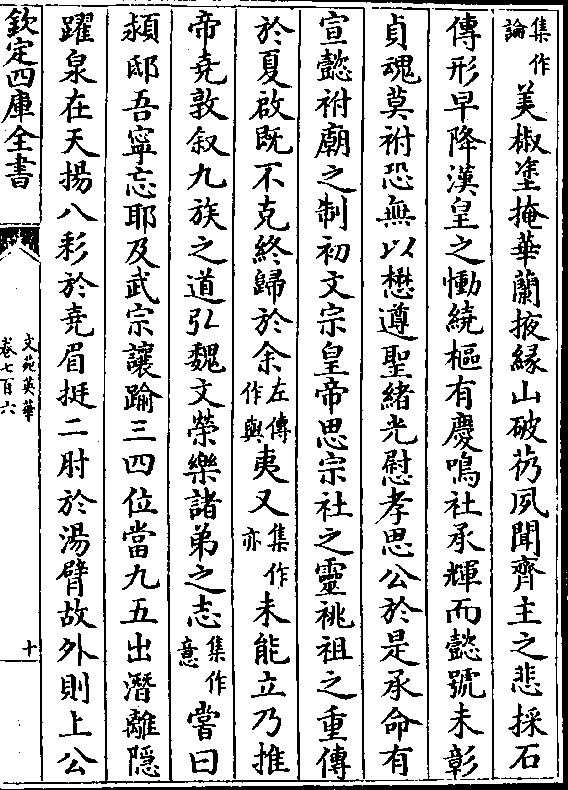 集作論美椒塗掩華蘭掖緣山破芿夙聞齊主之悲採石
傳形早降漢皇之慟繞樞有慶鳴社承輝而懿號未彰
貞魂莫祔恐無以懋遵聖緒光慰孝思公於是承命有
宣懿祔廟之制初文宗皇帝思宗社之靈祧祖之重傳
於夏啟既不克終歸於余左傳作與夷又集作亦未能立乃推
帝堯敦叙九族之道弘魏文榮樂諸弟之志集作意嘗曰
潁邸吾寧忘耶及武宗讓踰三四位當九五出潛離隱
躍泉在天揚八彩於堯眉挺二肘於湯臂故外則上公
欽定四庫全書
文苑英華
卷七百六
十